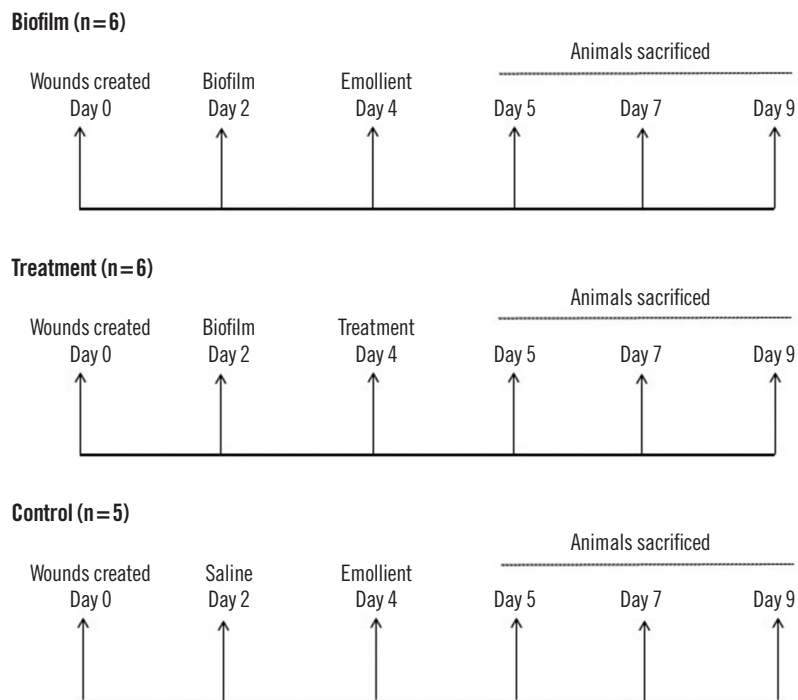 Biofilm (n=6)
Animals sacrificed
Wounds created Biofilm Emollient
Day 0 Day 2 Day 4 Day 5 Day 7 Day 9
Treatment (n=6)
Animals sacrificed
Wounds created Biofilm Treatment
Day 0 Day 2 Day 4 Day 5 Day 7 Day 9
Control (n=5)
Animals sacrificed
Wounds created Saline Emollient
Day 0 Day 2 Day 4 Day 5 Day 7 Day 9